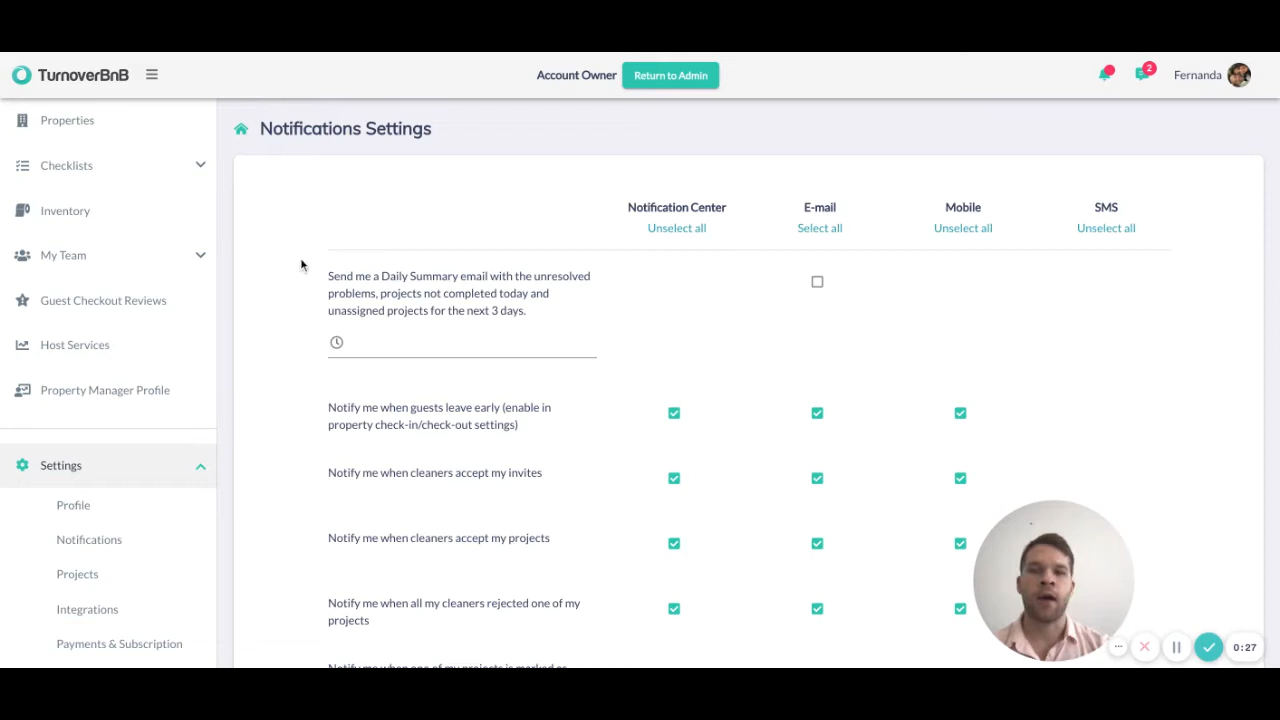 TurnoverBnB
Account Owner
Return to Admin
2
Fernanda
Properties
Checklists
Inventory
My Team
Guest Checkout Reviews
Host Services
Property Manager Profile
Settings
Profile
Notifications
Projects
Integrations
Payments & Subscription
Notifications Settings
Notification Center
E-mail
Mobile
SMS
Unselect all
Select all
Unselect all
Unselect all
Send me a Daily Summary email with the unresolved
problems, projects not completed today and
unassigned projects for the next 3 days.
Notify me when guests leave early (enable in
property check-in/check-out settings)
Notify me when cleaners accept my invites
Notify me when cleaners accept my projects
Notify me when all my cleaners rejected one of my
projects
Notify me when one of my projects is marked as
0:27